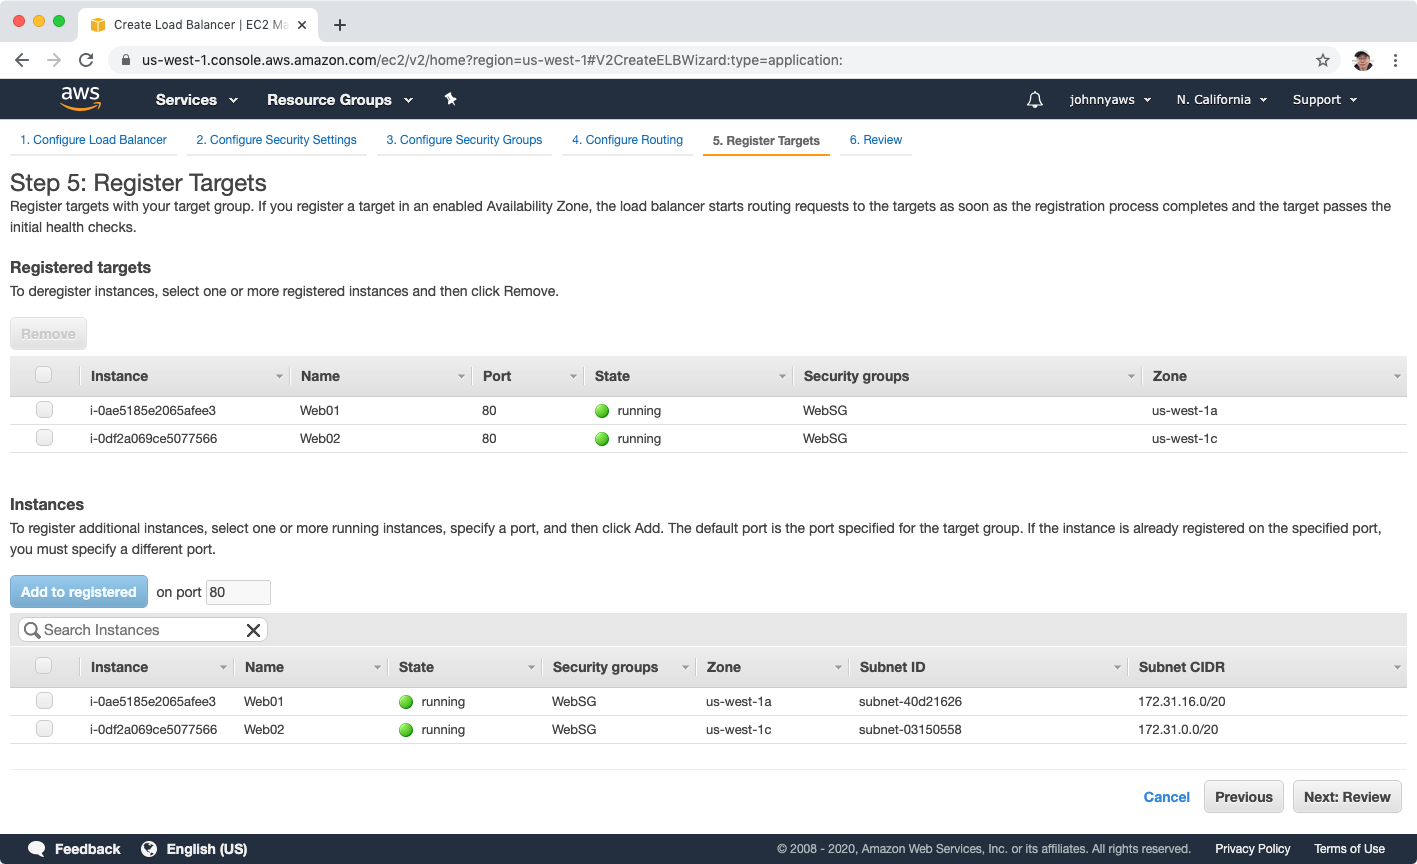 Create Load Balancer | EC2 Ma
us-west-1.console.aws.amazon.com/ec2/v2/home?region=us-west-1#V2CreateELBWizard:type=application:
aws Services Resource Groups johnnyaws N. California Support
1. Configure Load Balancer 2. Configure Security Settings 3. Configure Security Groups 4. Configure Routing 5. Register Targets 6. Review
Step 5: Register Targets
Register targets with your target group. If you register a target in an enabled Availability Zone, the load balancer starts routing requests to the targets as soon as the registration process completes and the target passes the
initial health checks.
Registered targets
To deregister instances, select one or more registered instances and then click Remove.
Remove
Instance Name Port State Security groups Zone
i-0ae5185e2065afee3 Web01 80 running WebSG us-west-1a
i-0df2a069ce5077566 Web02 80 running WebSG us-west-1c
Instances
To register additional instances, select one or more running instances, specify a port, and then click Add. The default port is the port specified for the target group. If the instance is already registered on the specified port,
you must specify a different port.
Add to registered on port 80
Search Instances
Instance Name State Security groups Zone Subnet ID Subnet CIDR
i-0ae5185e2065afee3 Web01 running WebSG us-west-1a subnet-40d21626 172.31.16.0/20
i-0df2a069ce5077566 Web02 running WebSG us-west-1c subnet-03150558 172.31.0.0/20
Cancel Previous Next: Review
Feedback English (US) © 2008 - 2020, Amazon Web Services, Inc. or its affiliates. All rights reserved. Privacy Policy Terms of Use